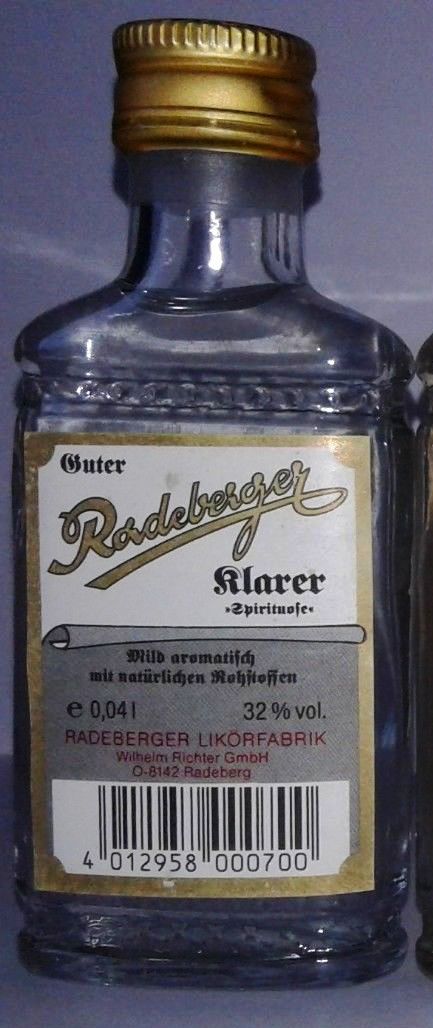 Guter
Radeberger
Klarer
»Spirituose«
Mild aromatisch
mit natürlichen Rohstoffen
℮ 0,04 l 32 % vol.
RADEBERGER LIKÖRFABRIK
Wilhelm Richter GmbH
O-8142 Radeberg
4 012958 000700